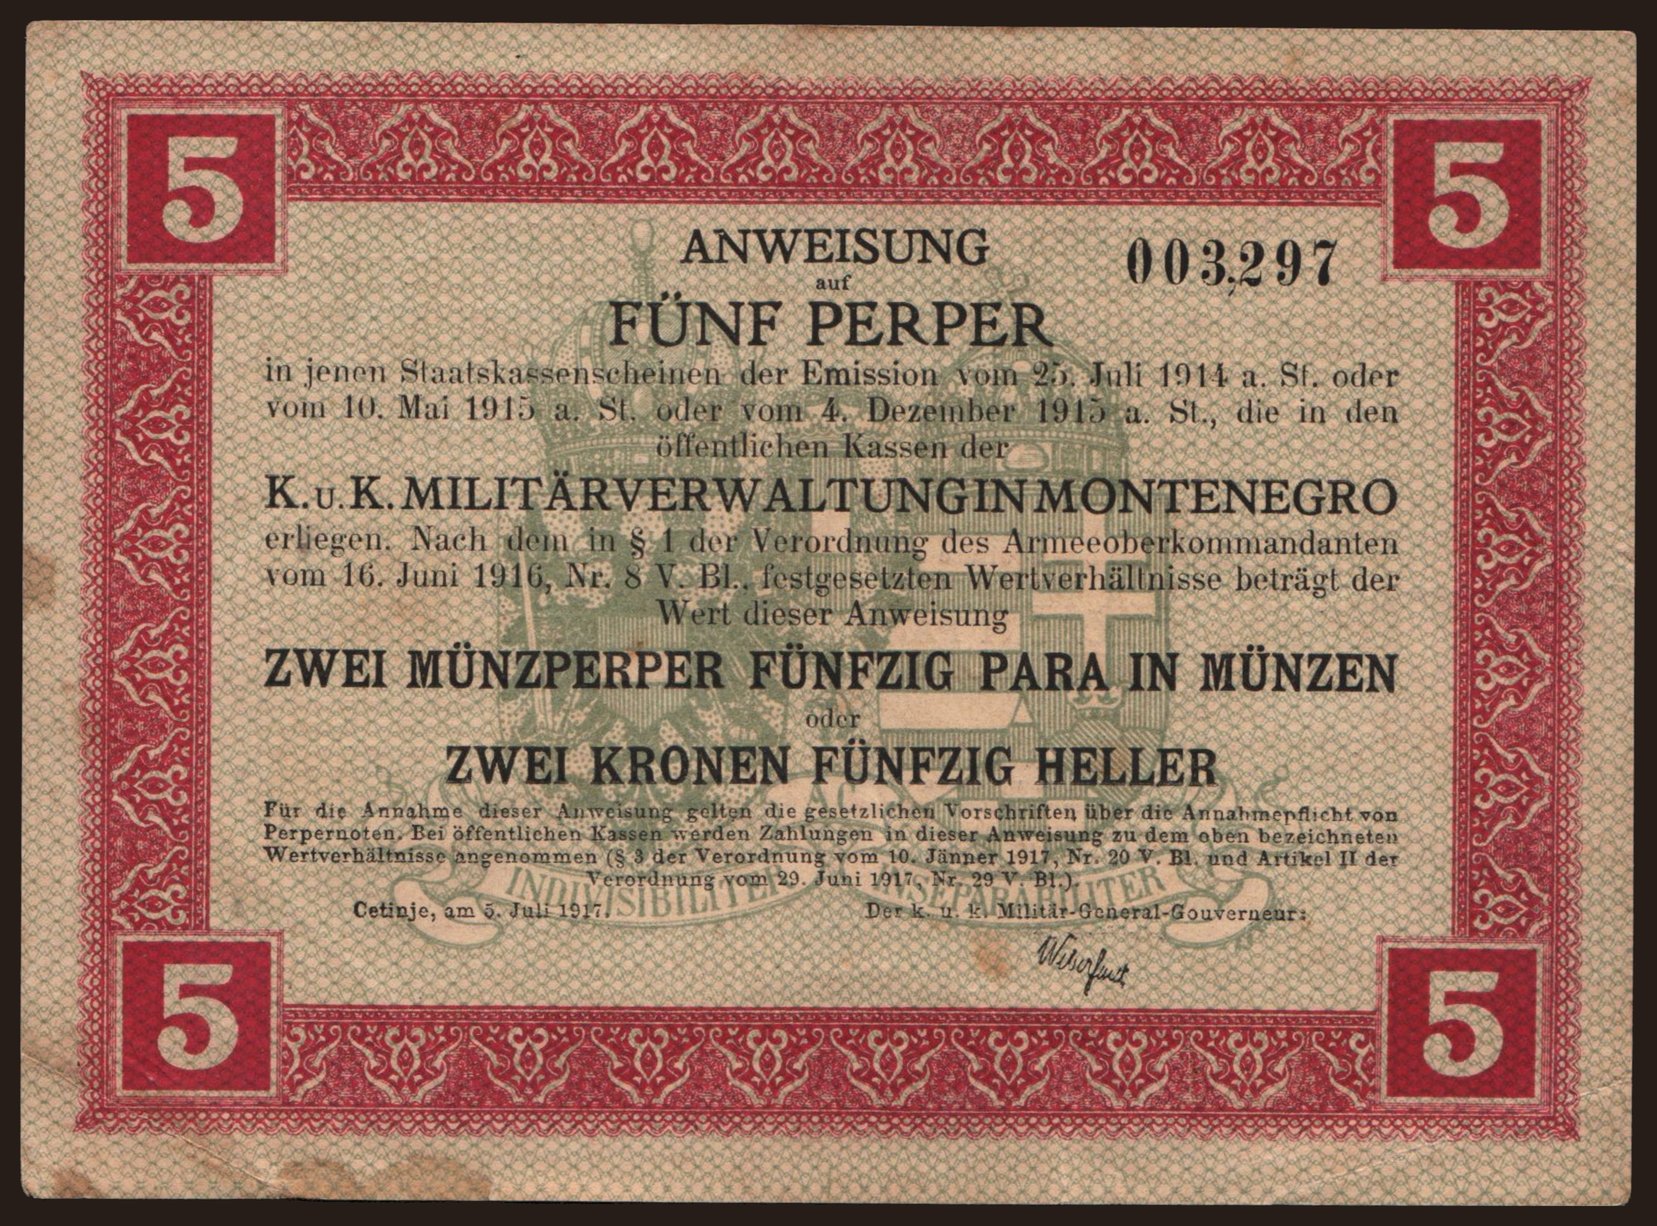 5
5
ANWEISUNG
003,297
auf
FÜNF PERPER
in jenen Staatskassenscheinen der Emission vom 25. Juli 1914 a. St. oder
vom 10. Mai 1915 a. St. oder vom 4. Dezember 1915 a. St., die in den
öffentlichen Kassen der
K.u.K. MILITÄRVERWALTUNG IN MONTENEGRO
erliegen. Nach dem in § 1 der Verordnung des Armeeoberkommandanten
vom 16. Juni 1916, Nr. 8 V. Bl., festgesetzten Wertverhältnisse beträgt der
Wert dieser Anweisung
ZWEI MÜNZPERPER FÜNFZIG PARA IN MÜNZEN
oder
ZWEI KRONEN FÜNFZIG HELLER
Für die Annahme dieser Anweisung gelten die gesetzlichen Vorschriften über die Annahmepflicht von
Perpernoten. Bei öffentlichen Kassen werden Zahlungen in dieser Anweisung zu dem oben bezeichneten
Wertverhältnisse angenommen (§ 3 der Verordnung vom 10. Jänner 1917, Nr. 20 V. Bl. und Artikel II der
Verordnung vom 29. Juni 1917, Nr. 29 V. Bl.).
INDIVISIBILITER SEPARABILITER
Cetinje, am 5. Juli 1917.
Der k. u. k. Militär-General-Gouverneur:
5
5